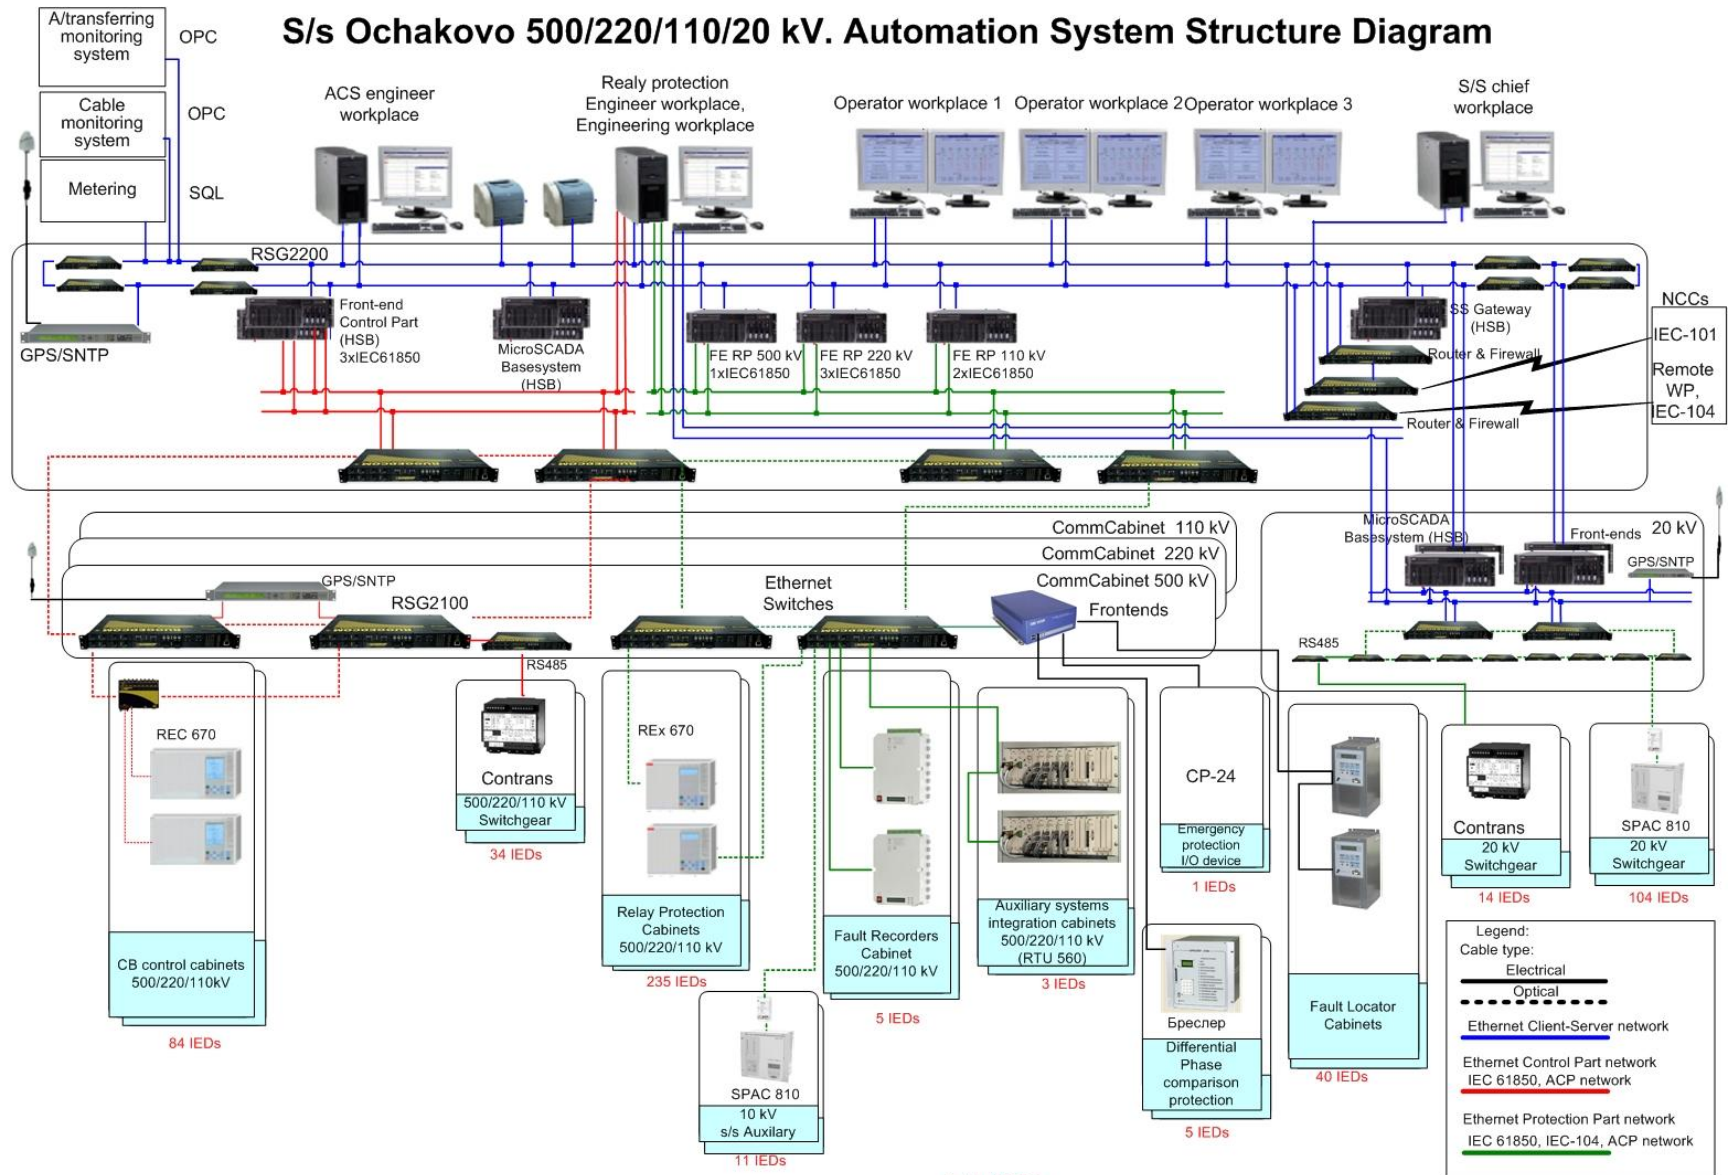 S/s Ochakovo 500/220/110/20 kV. Automation System Structure Diagram
A/transferring
monitoring
system
OPC
Cable
monitoring
system
OPC
Metering
SQL
ACS engineer
workplace
Realy protection
Engineer workplace,
Engineering workplace
Operator workplace 1
Operator workplace 2
Operator workplace 3
S/S chief
workplace
RSG2200
GPS/SNTP
Front-end
Control Part
(HSB)
3xIEC61850
MicroSCADA
Basesystem
(HSB)
FE RP 500 kV
1xIEC61850
FE RP 220 kV
3xIEC61850
FE RP 110 kV
2xIEC61850
SS Gateway
(HSB)
Router & Firewall
Router & Firewall
NCCs
IEC-101
Remote
WP,
IEC-104
RUGGEDCOM
RUGGEDCOM
RUGGEDCOM
RUGGEDCOM
CommCabinet 110 kV
CommCabinet 220 kV
CommCabinet 500 kV
GPS/SNTP
RSG2100
Ethernet
Switches
Frontends
RUGGEDCOM
RUGGEDCOM
RUGGEDCOM
RUGGEDCOM
RS485
MicroSCADA
Basesystem (HSB)
Front-ends
20 kV
GPS/SNTP
RS485
REC 670
CB control cabinets
500/220/110kV
84 IEDs
Contrans
500/220/110 kV
Switchgear
34 IEDs
REx 670
Relay Protection
Cabinets
500/220/110 kV
235 IEDs
SPAC 810
10 kV
s/s Auxilary
11 IEDs
Fault Recorders
Cabinet
500/220/110 kV
5 IEDs
Auxiliary systems
integration cabinets
500/220/110 kV
(RTU 560)
3 IEDs
CP-24
Emergency
protection
I/O device
1 IEDs
Бреслер
Differential
Phase
comparison
protection
5 IEDs
Fault Locator
Cabinets
40 IEDs
Contrans
20 kV
Switchgear
14 IEDs
SPAC 810
20 kV
Switchgear
104 IEDs
Legend:
Cable type:
Electrical
Optical
Ethernet Client-Server network
Ethernet Control Part network
IEC 61850, ACP network
Ethernet Protection Part network
IEC 61850, IEC-104, ACP network